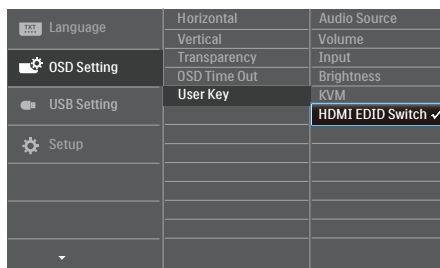 TXT
Language
OSD Setting
USB Setting
Setup
Horizontal
Vertical
Transparency
OSD Time Out
User Key
Audio Source
Volume
Input
Brightness
KVM
HDMI EDID Switch ✓